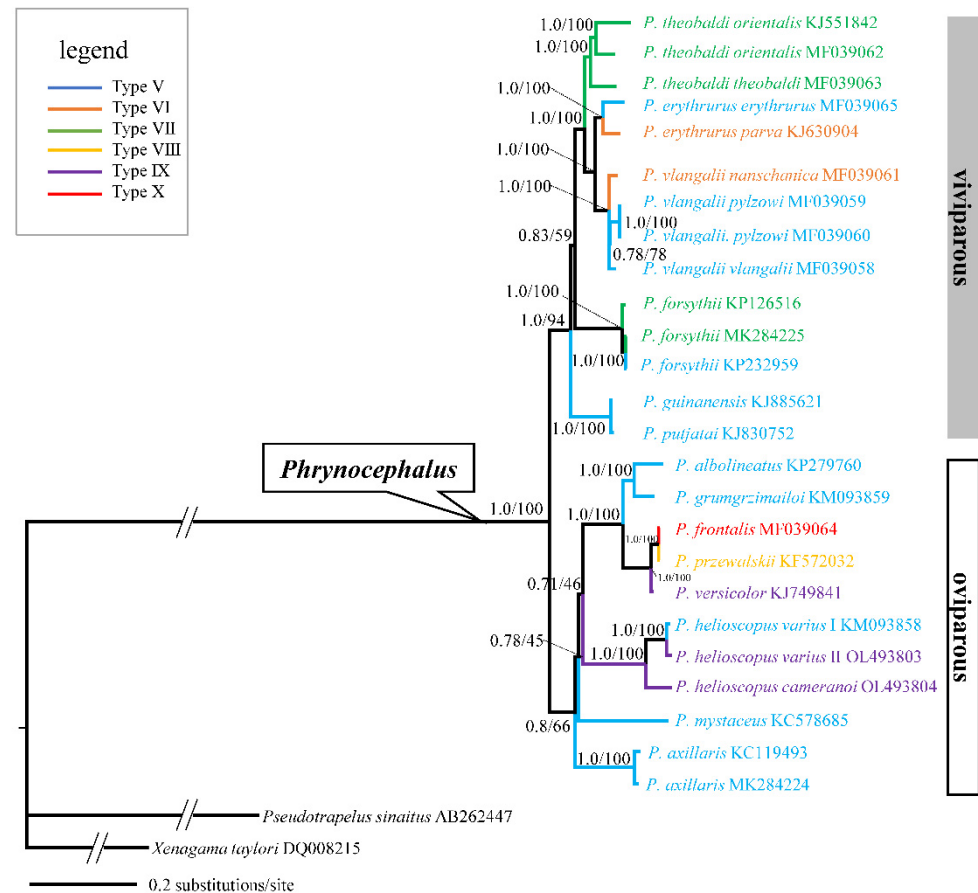 legend
Type V
Type VI
Type VII
Type VIII
Type IX
Type X
1.0/100
P. theobaldi orientalis KJ551842
1.0/100
P. theobaldi orientalis MF039062
1.0/100
P. theobaldi theobaldi MF039063
P. erythrurus erythrurus MF039065
1.0/100
P. erythrurus parva KJ630904
1.0/100
P. vlangalii nanschanica MF039061
1.0/100
P. vlangalii pylzowi MF039059
1.0/100
0.83/59
P. vlangalii. pylzowi MF039060
0.78/78
P. vlangalii vlangalii MF039058
1.0/100
P. forsythii KP126516
1.0/94
P. forsythii MK284225
1.0/100
P. forsythii KP232959
P. guinanensis KJ885621
1.0/100
P. putjatai KJ830752
viviparous
Phrynocephalus
1.0/100
P. albolineatus KP279760
P. grumgrzimailoi KM093859
1.0/100
1.0/100
P. frontalis MF039064
1.0/100
P. przewalskii KF572032
1.0/100
0.71/46
P. versicolor KJ749841
P. helioscopus varius I KM093858
1.0/100
0.78/45
1.0/100
P. helioscopus varius II OL493803
P. helioscopus cameranoi OL493804
P. mystaceus KC578685
0.8/66
P. axillaris KC119493
1.0/100
P. axillaris MK284224
oviparous
Pseudotrapelus sinaitus AB262447
Xenagama taylori DQ008215
0.2 substitutions/site